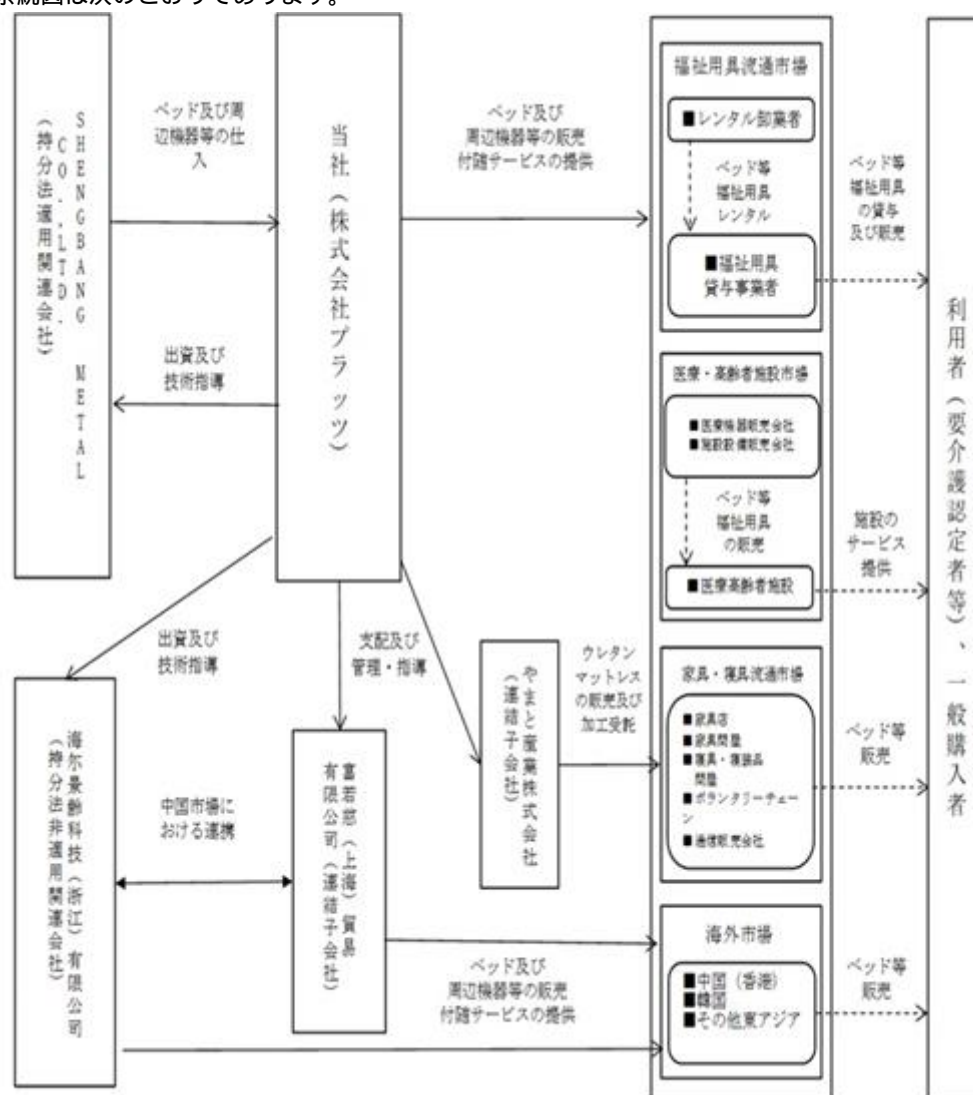 系統図は次のとおりであります。
SHENGBANG METAL
CO.,LTD.
(持分法適用関連会社)
ベッド及び周
辺機器等の仕
入
出資及び
技術指導
当社(株式会社プラッツ)
ベッド及び
周辺機器等の販売
付随サービスの提供
福祉用具流通市場
■レンタル卸業者
ベッド等
福祉用具
レンタル
■福祉用具
貸与事業者
ベッド等
福祉用具
の貸与
及び販売
医療・高齢者施設市場
■医療機器販売会社
■施設設備販売会社
ベッド等
福祉用具
の販売
■医療高齢者施設
施設の
サービス
提供
利用者(要介護認定者等)、一般購入者
出資及び
技術指導
支配及び
管理・指導
海尔景齢科技(浙江)有限公司
(持分法非適用関連会社)
中国市場に
おける連携
富若慈(上海)貿易
有限公司(連結子会社)
やまと産業株式会社
(連結子会社)
ウレタン
マットレス
の販売及び
加工受託
家具・寝具流通市場
■家具店
■家具問屋
■寝具・寝装品
問屋
■ボランタリーチェー
ン
■通信販売会社
ベッド等
販売
ベッド及び
周辺機器等の販売
付随サービスの提供
海外市場
■中国(香港)
■韓国
■その他東アジア
ベッド等
販売